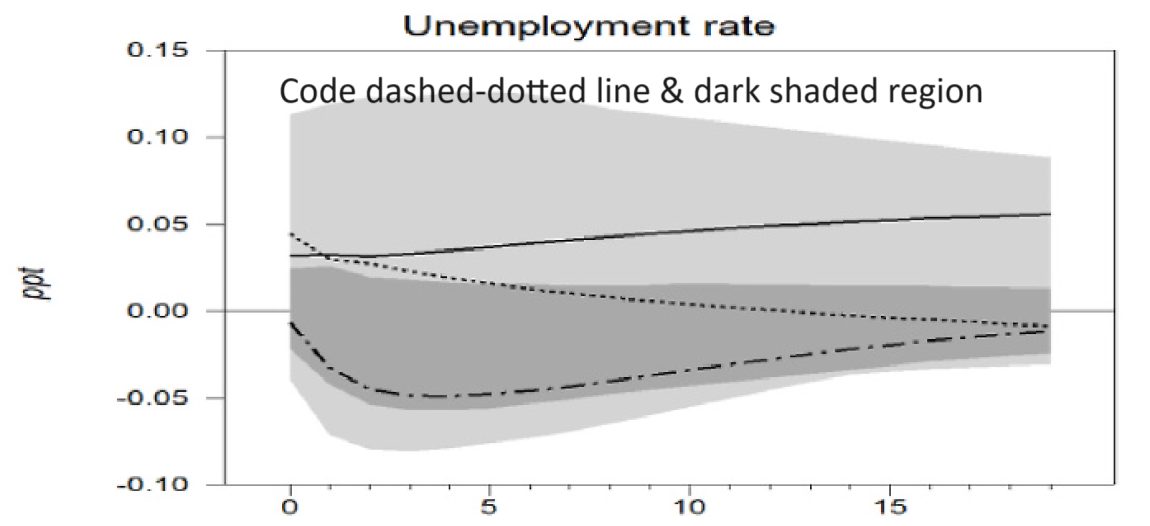 Unemployment rate
0.15
Code dashed-dotted line & dark shaded region
0.10
0.05
ppt
0.00
-0.05
-0.10
0 5 10 15